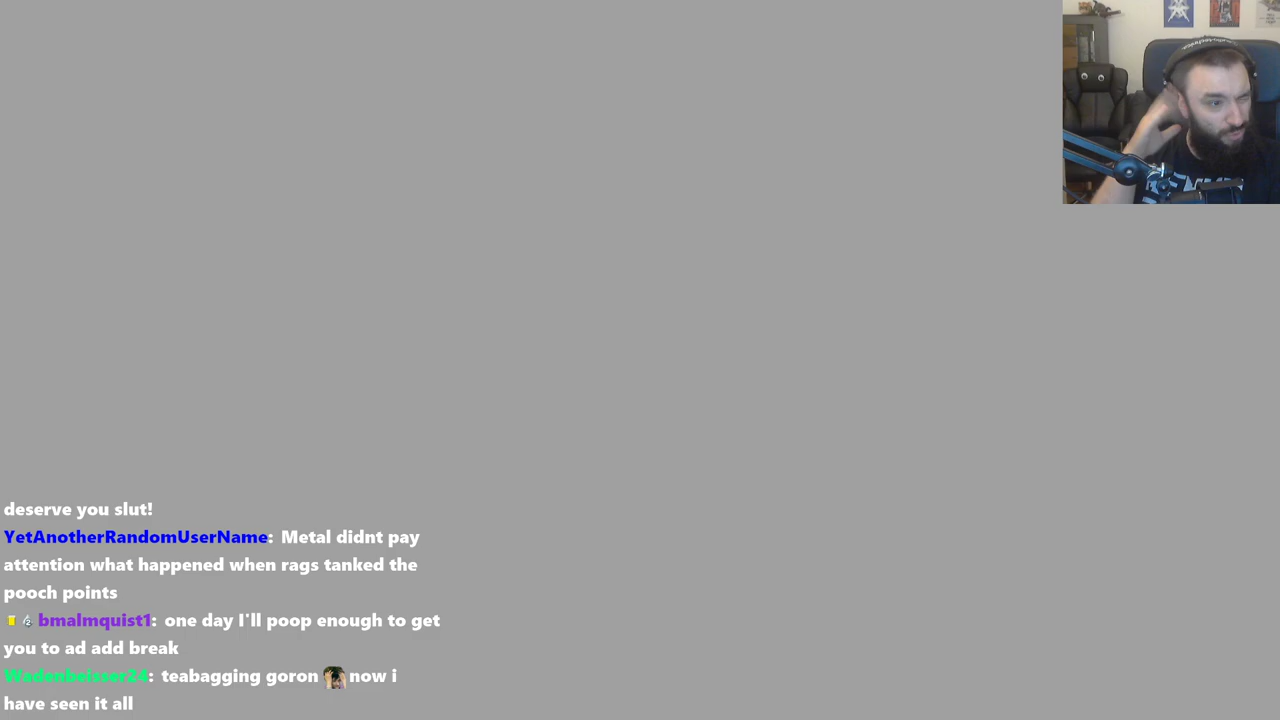 deserve you slut!
YetAnotherRandomUserName: Metal didnt pay
attention what happened when rags tanked the
pooch points
bmalmquist1: one day I'll poop enough to get
you to ad add break
Wadenbeisser24: teabagging goron now i
have seen it all